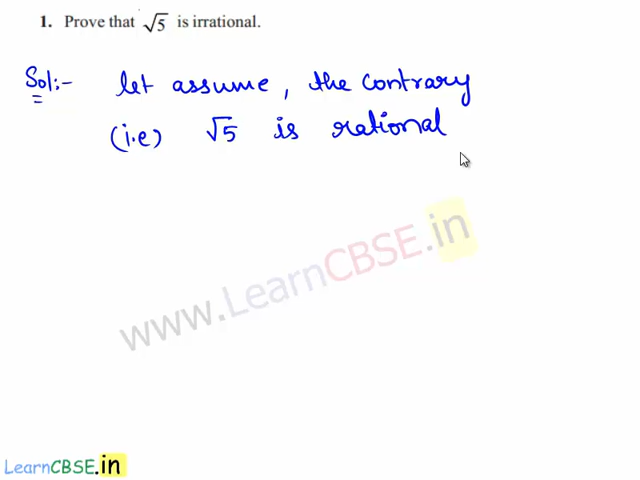 1. Prove that √5 is irrational.
Sol:- let assume, the contrary
(i.e) √5 is rational
www.LearnCBSE.in
LearnCBSE.in